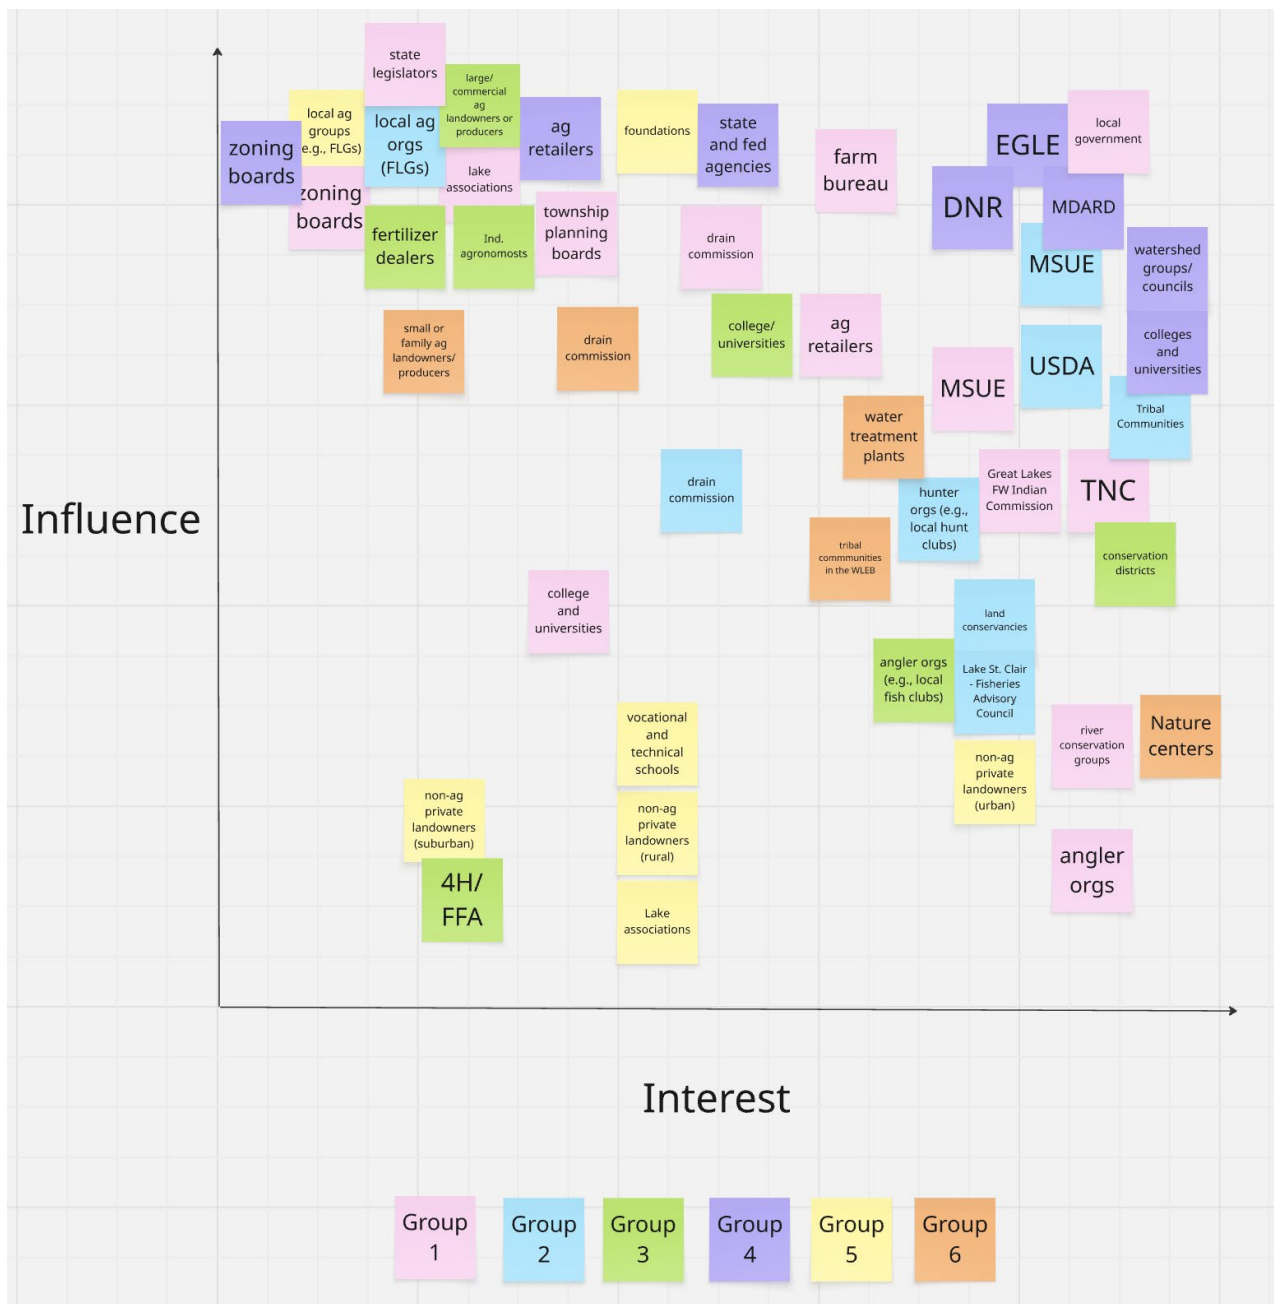 state
legislators
large/
commercial
ag
landowners or
producers
local ag
groups
e.g., FLGs)
local ag
orgs
(FLGs)
ag
retailers
foundations
state
and fed
agencies
farm
bureau
EGLE
local
government
zoning
boards
zoning
boards
lake
associations
DNR
MDARD
fertilizer
dealers
Ind.
agronomosts
township
planning
boards
drain
commission
MSUE
watershed
groups/
councils
small or
family ag
landowners/
producers
drain
commission
college/
universities
ag
retailers
MSUE
USDA
colleges
and
universities
water
treatment
plants
Tribal
Communities
drain
commission
hunter
orgs (e.g.,
local hunt
clubs)
Great Lakes
FW Indian
Commission
TNC
Influence
tribal
commmunities
in the WLEB
conservation
districts
college
and
universities
land
conservancies
angler orgs
(e.g., local
fish clubs)
Lake St. Clair
- Fisheries
Advisory
Council
vocational
and
technical
schools
river
conservation
groups
Nature
centers
non-ag
private
landowners
(urban)
non-ag
private
landowners
(suburban)
non-ag
private
landowners
(rural)
4H/
FFA
angler
orgs
Lake
associations
Interest
Group
1
Group
2
Group
3
Group
4
Group
5
Group
6